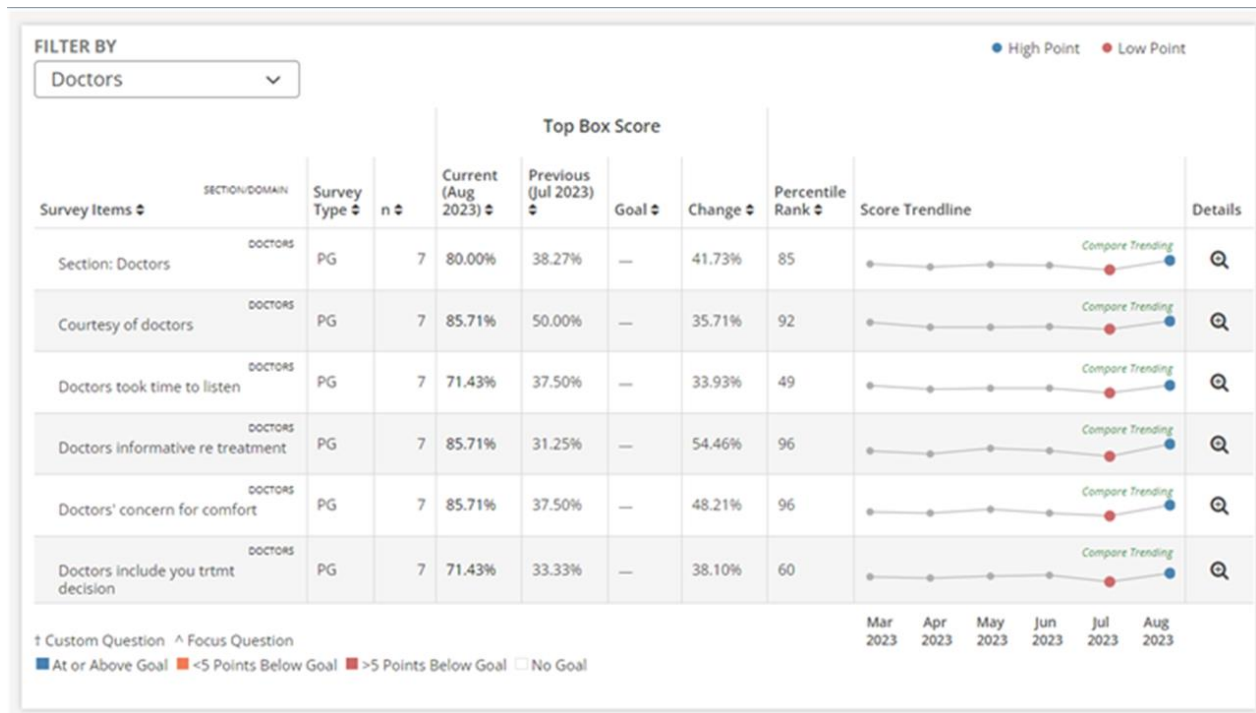 FILTER BY
Doctors
High Point Low Point
Top Box Score
Survey Items SECTION/DOMAIN Survey Type n Current (Aug 2023) Previous (Jul 2023) Goal Change Percentile Rank Score Trendline Details
DOCTORS Compare Trending
Section: Doctors PG 7 80.00% 38.27% — 41.73% 85
DOCTORS Compare Trending
Courtesy of doctors PG 7 85.71% 50.00% — 35.71% 92
DOCTORS Compare Trending
Doctors took time to listen PG 7 71.43% 37.50% — 33.93% 49
DOCTORS Compare Trending
Doctors informative re treatment PG 7 85.71% 31.25% — 54.46% 96
DOCTORS Compare Trending
Doctors' concern for comfort PG 7 85.71% 37.50% — 48.21% 96
DOCTORS Compare Trending
Doctors include you trtmt decision PG 7 71.43% 33.33% — 38.10% 60
Mar 2023 Apr 2023 May 2023 Jun 2023 Jul 2023 Aug 2023
† Custom Question ^ Focus Question
At or Above Goal <5 Points Below Goal >5 Points Below Goal No Goal